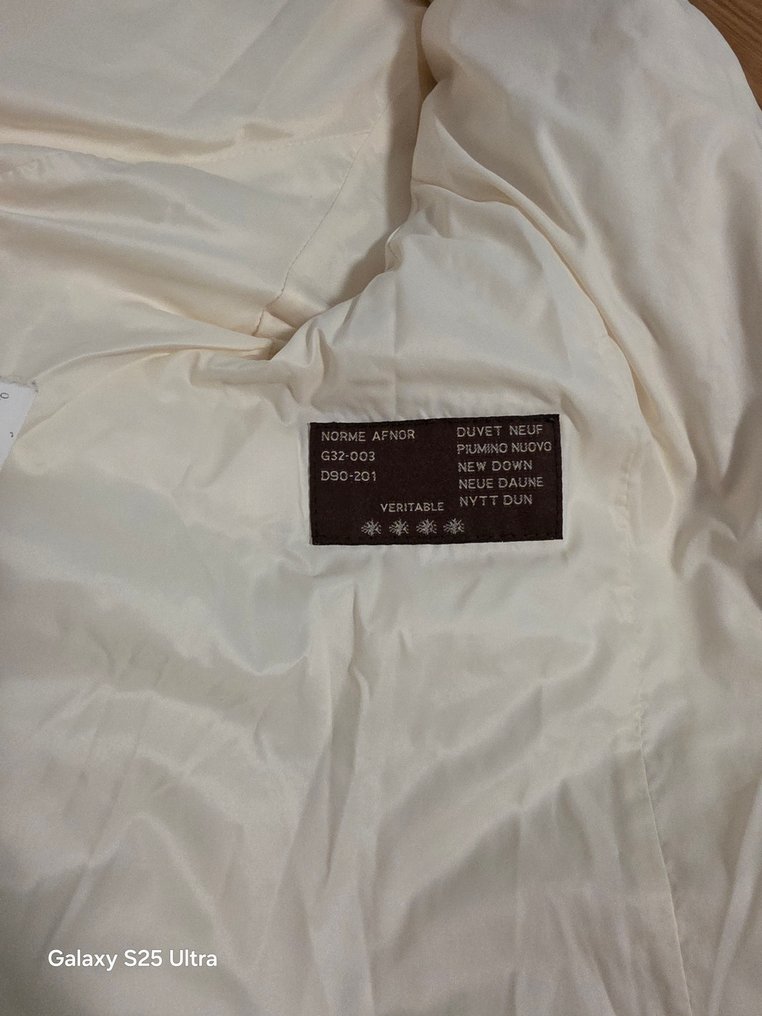 NORME AFNOR
G32-003
D90-201
DUVET NEUF
PIUMINO NUOVO
NEW DOWN
NEUE DAUNE
NYTT DUN
VERITABLE
Galaxy S25 Ultra